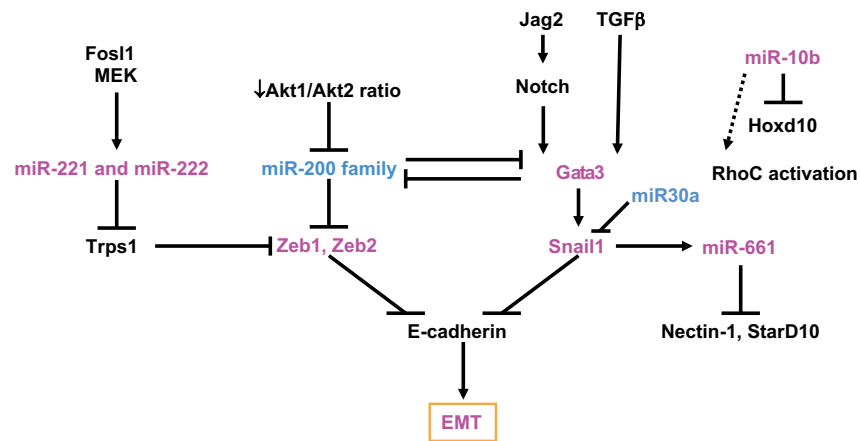 Jag2
TGFβ
Fosl1
MEK
miR-10b
↓Akt1/Akt2 ratio
Notch
Hoxd10
miR-221 and miR-222
miR-200 family
Gata3
RhoC activation
miR30a
Trps1
Zeb1, Zeb2
Snail1
miR-661
E-cadherin
Nectin-1, StarD10
EMT